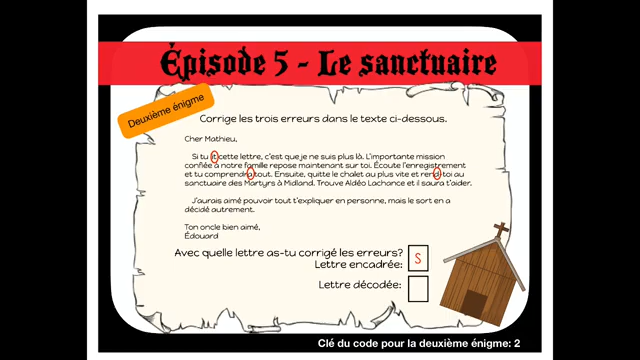 Épisode 5 - Le sanctuaire
Deuxième énigme
Corrige les trois erreurs dans le texte ci-dessous.
Cher Mathieu,
Si tu it cette lettre, c'est que je ne suis plus là. L'importante mission
confiée à notre famille repose maintenant sur toi. Écoute l'enregistrement
et tu comprendra tout. Ensuite, quitte le chalet au plus vite et rend toi au
sanctuaire des Martyrs à Midland. Trouve Aldéo Lachance et il saura t'aider.
J'aurais aimé pouvoir tout t'expliquer en personne, mais le sort en a
décidé autrement.
Ton oncle bien aimé,
Édouard
Avec quelle lettre as-tu corrigé les erreurs?
Lettre encadrée: S
Lettre décodée:
Clé du code pour la deuxième énigme: 2